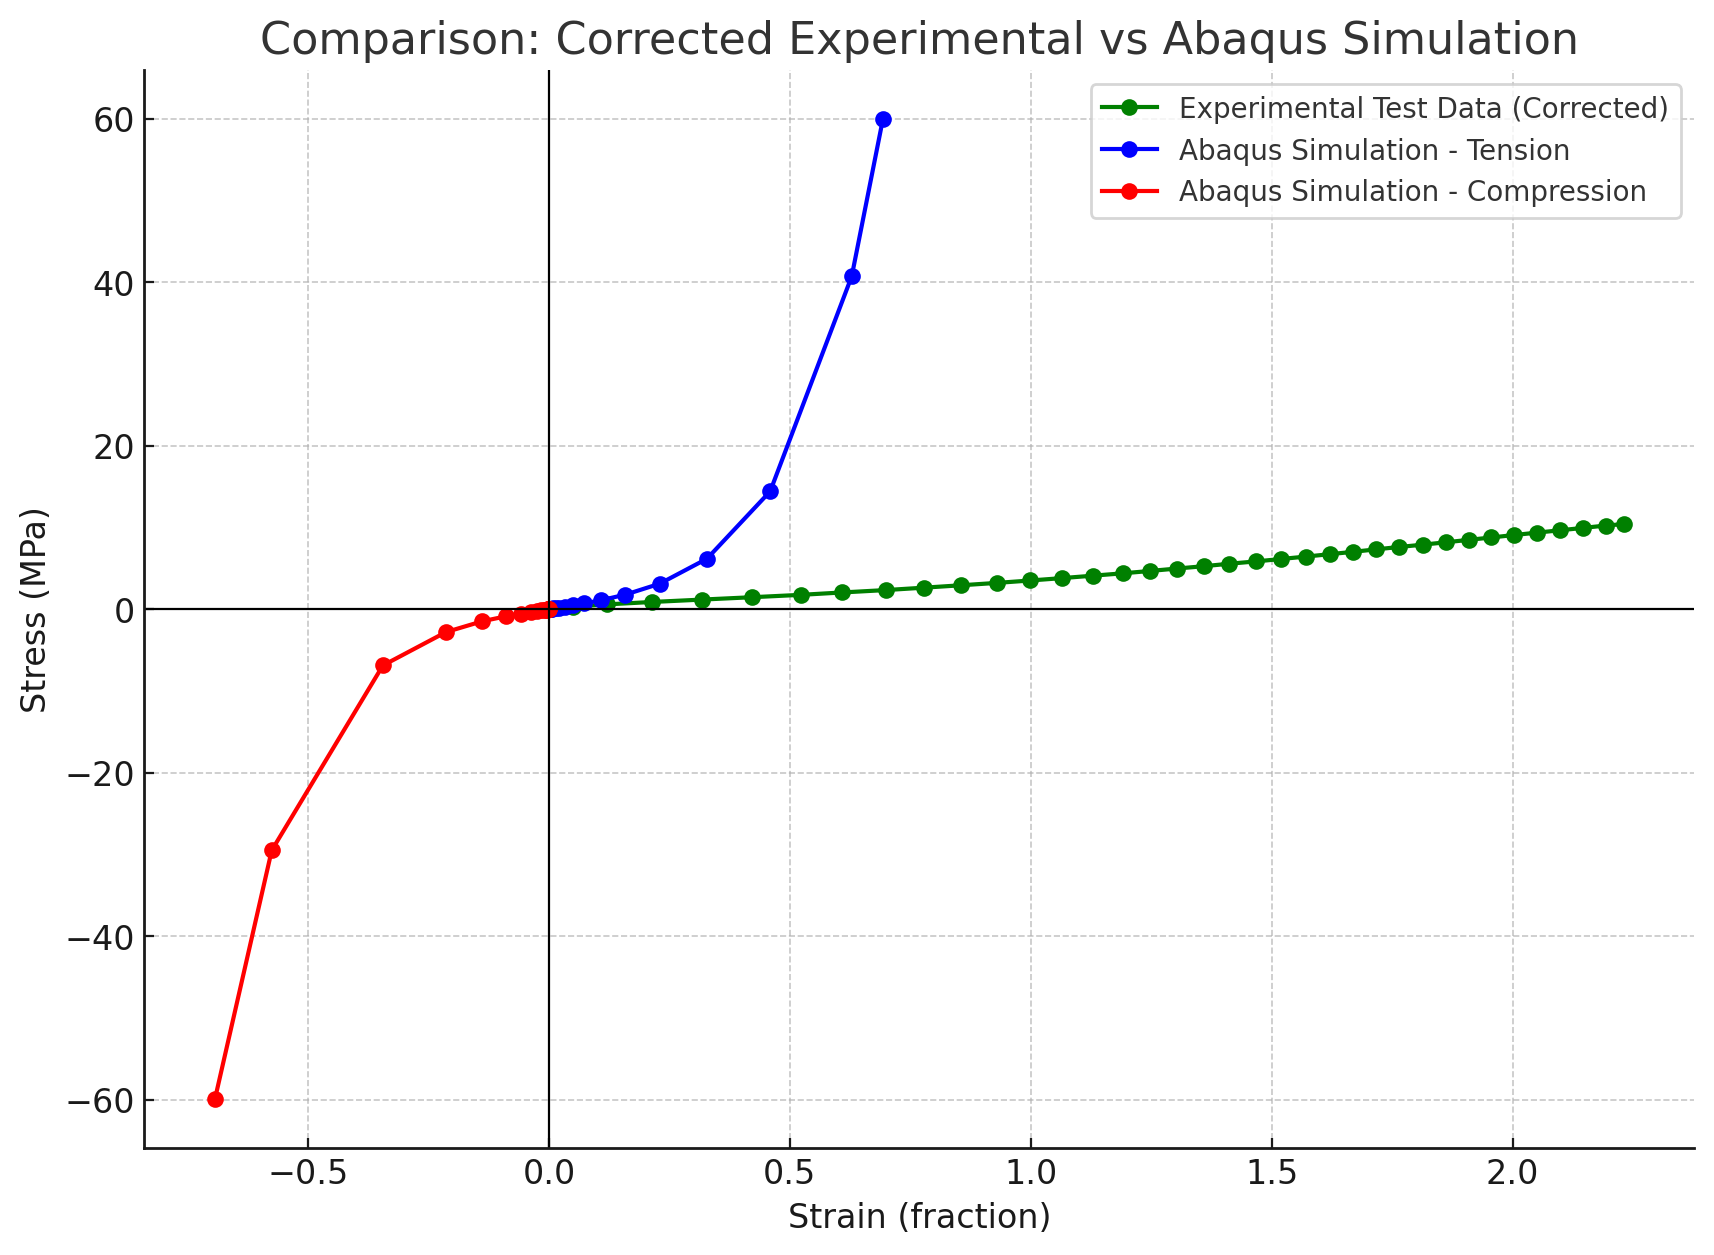 Comparison: Corrected Experimental vs Abaqus Simulation
Experimental Test Data (Corrected)
Abaqus Simulation - Tension
Abaqus Simulation - Compression
60
40
20
0
−20
−40
−60
Stress (MPa)
−0.5
0.0
0.5
1.0
1.5
2.0
Strain (fraction)